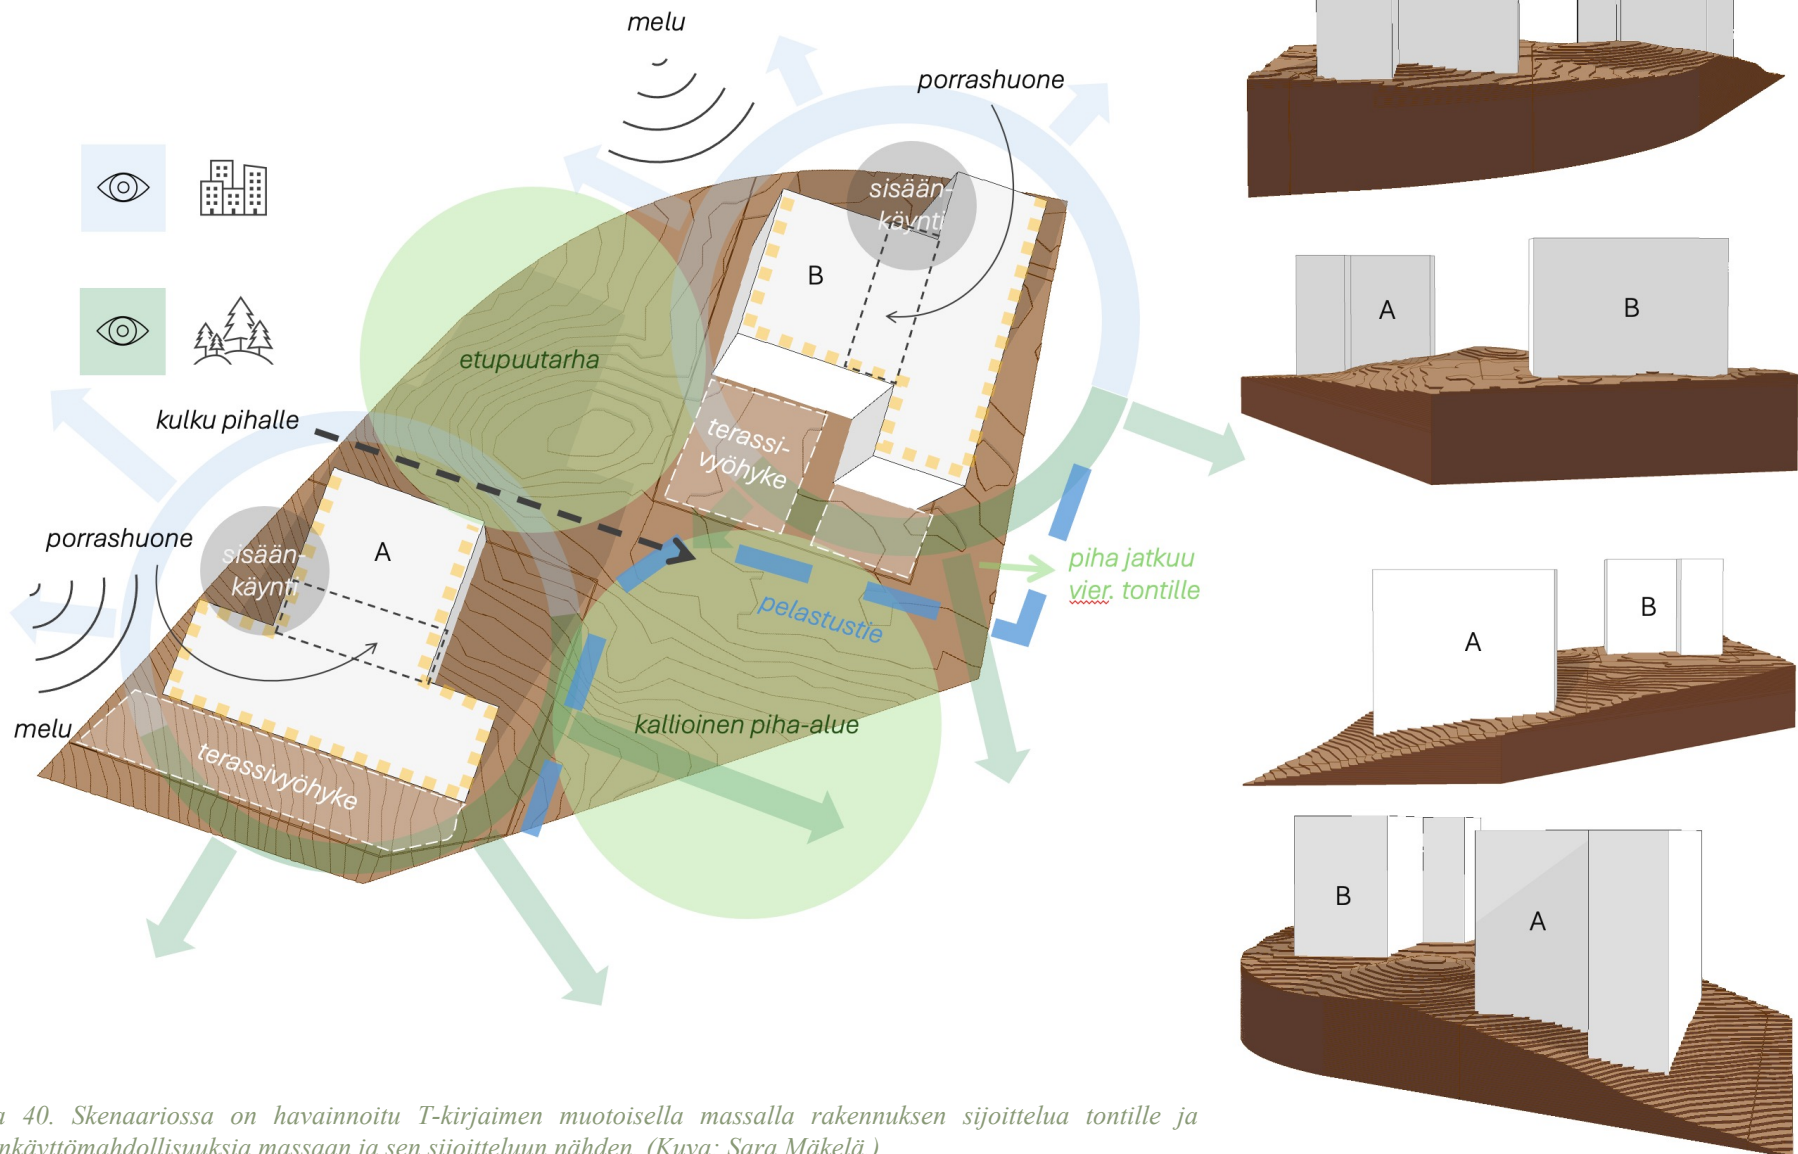 melu
porrashuone
sisään-
käynti
B
etupuutarha
kulku pihalle
terassi-
vyöhyke
porrashuone
sisään-
käynti
A
piha jatkuu
vier. tontille
pelastustie
kallioinen piha-alue
melu
terassivyöhyke
A
B
A
B
B
A
40. Skenaariossa on havainnoitu T-kirjaimen muotoisella massalla rakennuksen sijoittelua tontille ja
massaan ja sen sijoitteluun nähden. (Kuva: Sara Mäkelä.)